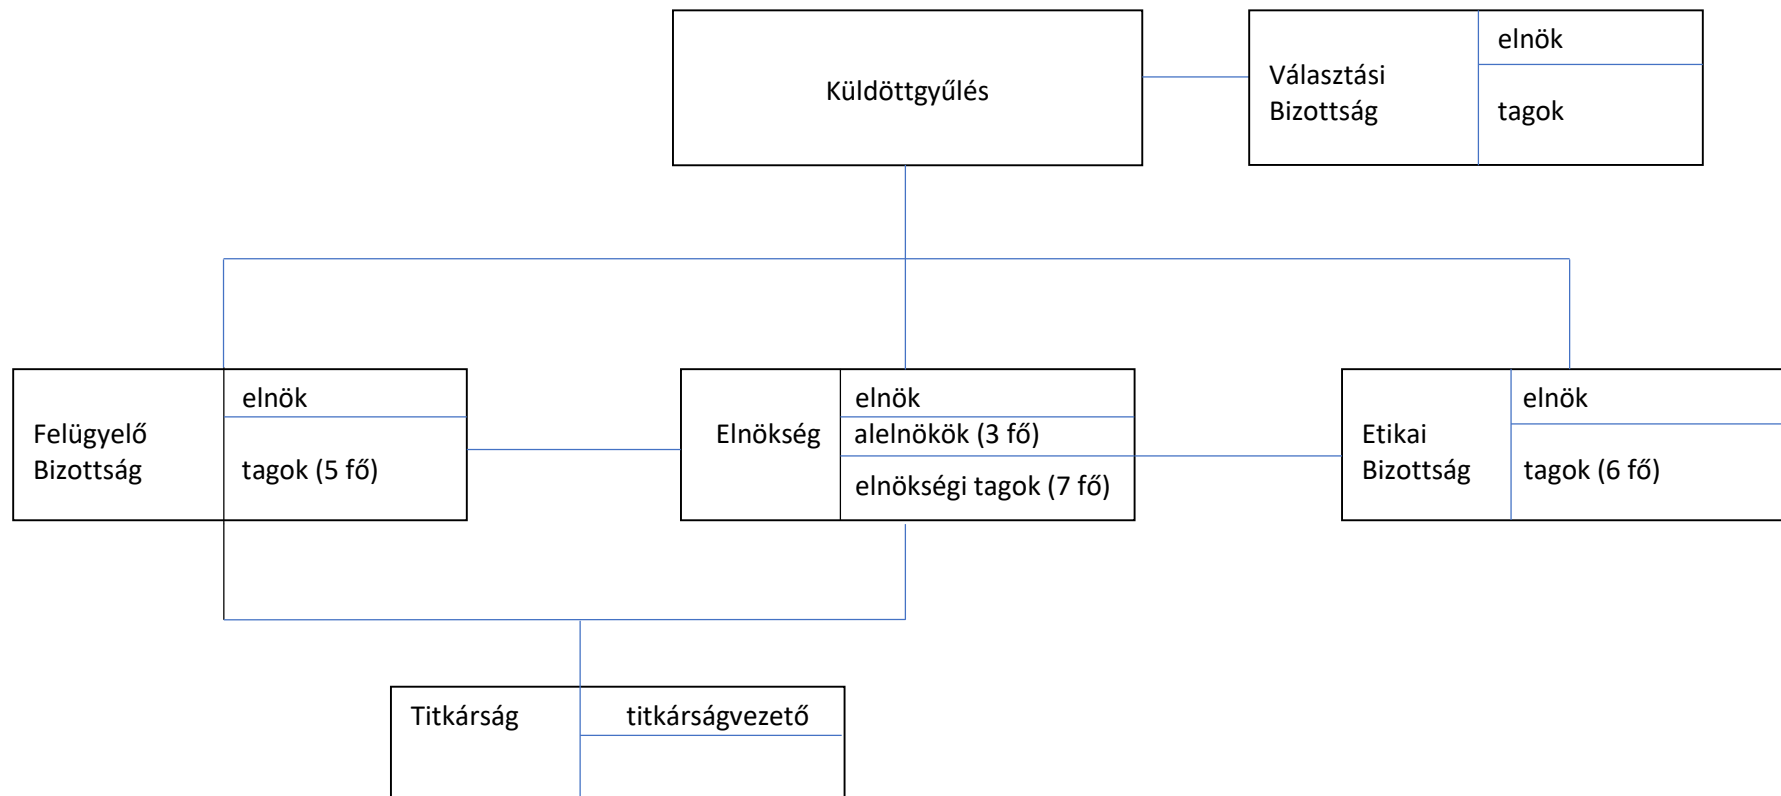 Küldöttgyűlés
Választási
Bizottság
elnök
tagok
Felügyelő
Bizottság
elnök
tagok (5 fő)
Elnökség
elnök
alelnökök (3 fő)
elnökségi tagok (7 fő)
Etikai
Bizottság
elnök
tagok (6 fő)
Titkárság
titkárságvezető